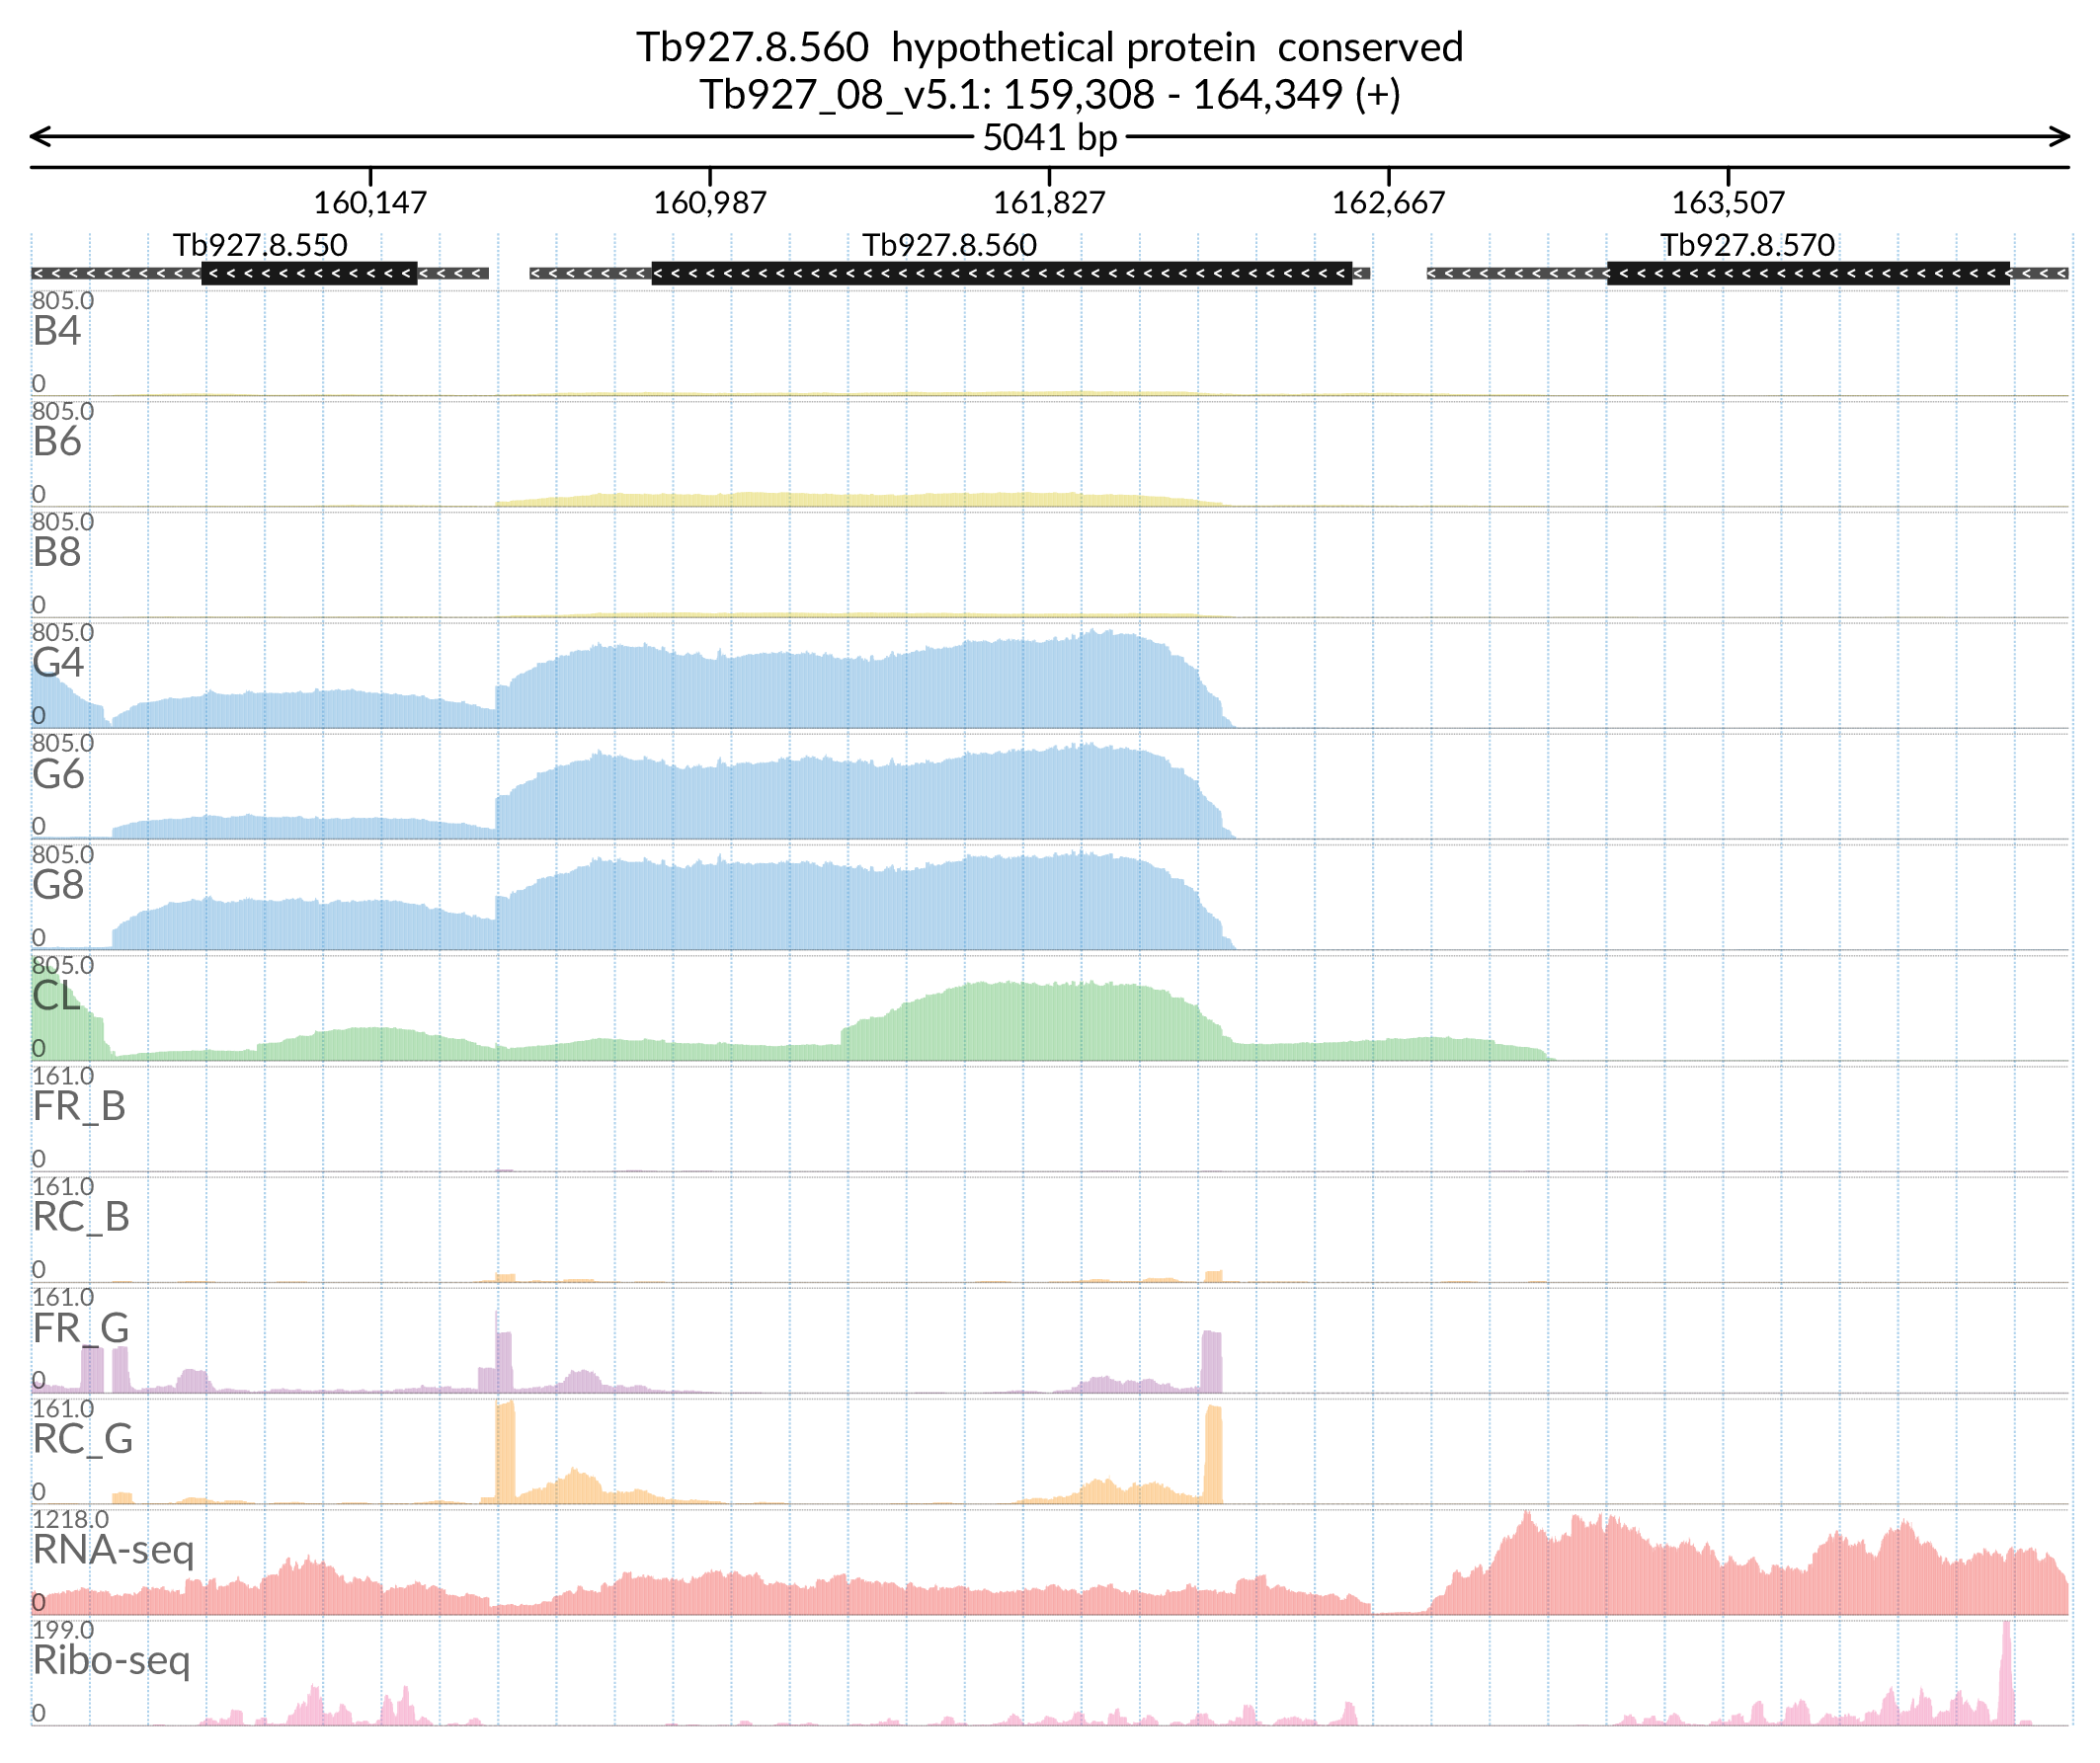 Tb927.8.560  hypothetical protein  conserved
Tb927_08_v5.1: 159,308 - 164,349 (+)
5041 bp
160,147 160,987 161,827 162,667 163,507
Tb927.8.550 Tb927.8.560 Tb927.8.570
805.0
B4
0
805.0
B6
0
805.0
B8
0
805.0
G4
0
805.0
G6
0
805.0
G8
0
805.0
CL
0
161.0
FR_B
0
161.0
RC_B
0
161.0
FR_G
0
161.0
RC_G
0
1218.0
RNA-seq
0
199.0
Ribo-seq
0